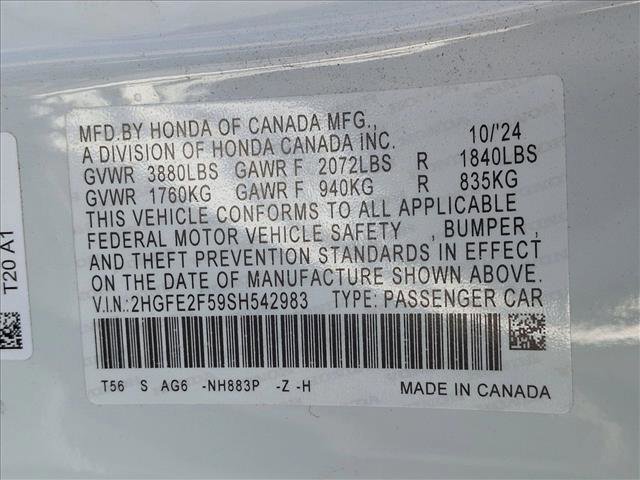 MFD.BY HONDA OF CANADA MFG., 10/'24
A DIVISION OF HONDA CANADA INC.
GVWR 3880LBS GAWR F 2072LBS R 1840LBS
GVWR 1760KG GAWR F 940KG R 835KG
THIS VEHICLE CONFORMS TO ALL APPLICABLE
FEDERAL MOTOR VEHICLE SAFETY , BUMPER ,
AND THEFT PREVENTION STANDARDS IN EFFECT
ON THE DATE OF MANUFACTURE SHOWN ABOVE.
V.I.N.:2HGFE2F59SH542983 TYPE: PASSENGER CAR
T56 S AG6 -NH883P -Z -H MADE IN CANADA
T20 A1